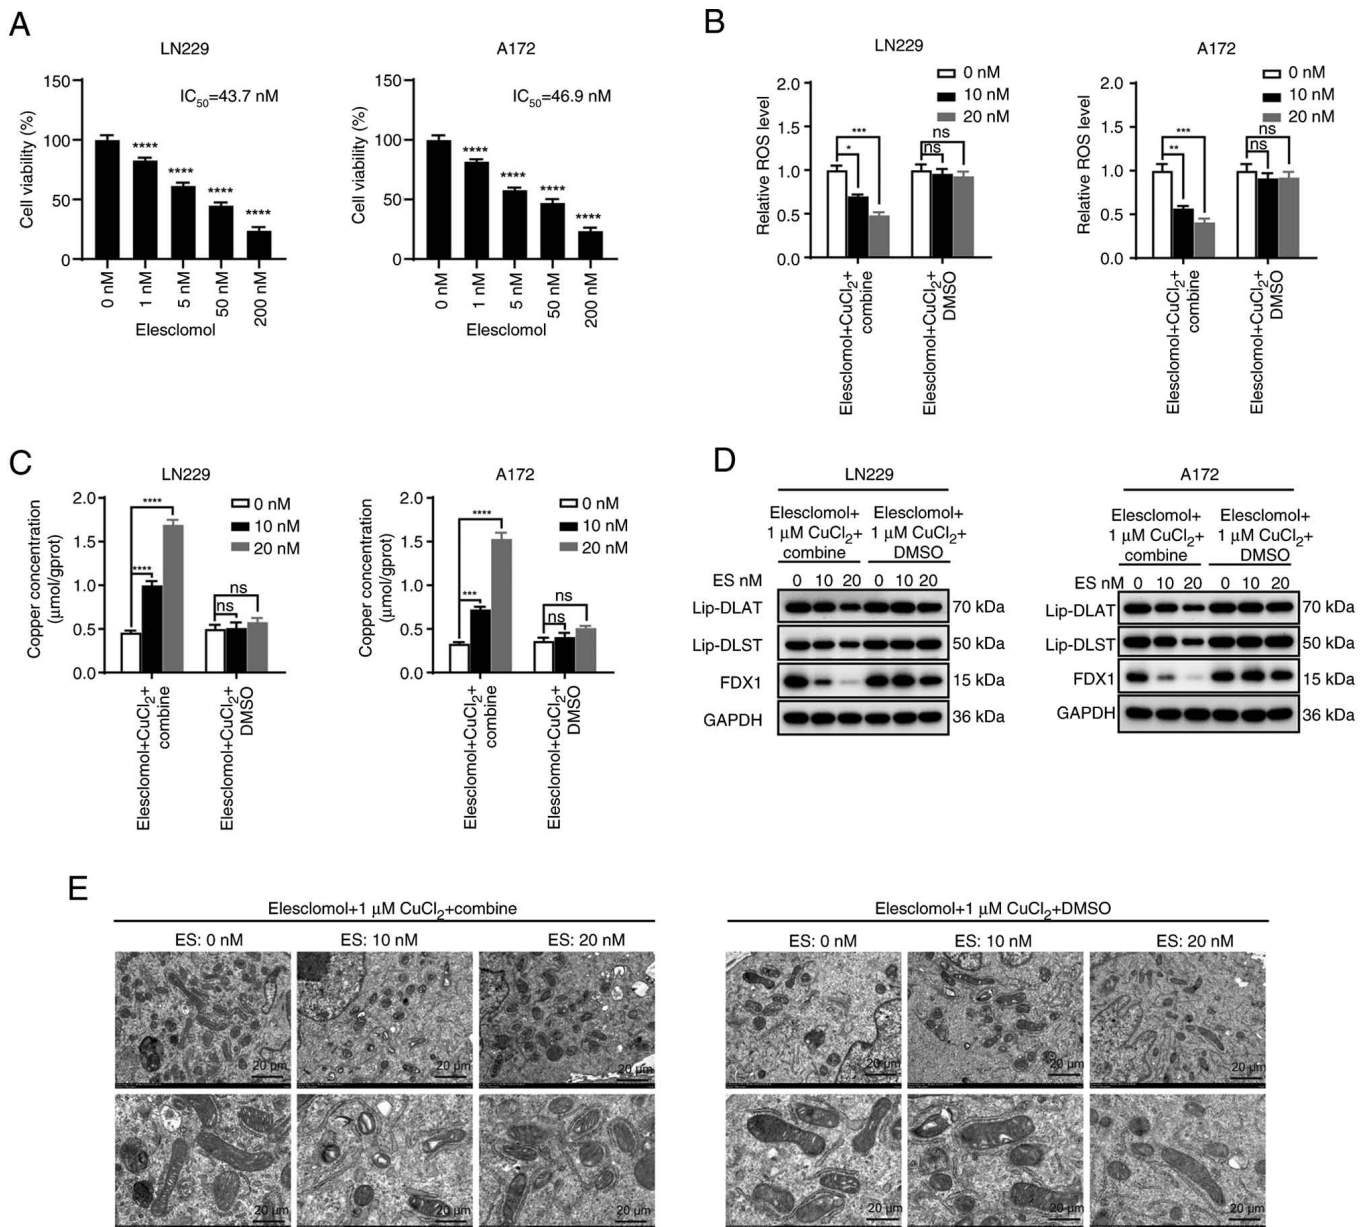 A
LN229
150
100
50
0
Cell viability (%)
IC50=43.7 nM
****
****
****
****
0 nM
1 nM
5 nM
50 nM
200 nM
Elesclomol
A172
150
100
50
0
Cell viability (%)
IC50=46.9 nM
****
****
****
****
0 nM
1 nM
5 nM
50 nM
200 nM
Elesclomol
B
LN229
2.0
1.5
1.0
0.5
0.0
Relative ROS level
0 nM
10 nM
20 nM
***
*
ns
ns
Elesclomol+CuCl2+
combine
Elesclomol+CuCl2+
DMSO
A172
2.0
1.5
1.0
0.5
0.0
Relative ROS level
0 nM
10 nM
20 nM
***
**
ns
ns
Elesclomol+CuCl2+
combine
Elesclomol+CuCl2+
DMSO
C
LN229
2.0
1.5
1.0
0.5
0.0
Copper concentration
(μmol/gprot)
0 nM
10 nM
20 nM
****
****
ns
ns
Elesclomol+CuCl2+
combine
Elesclomol+CuCl2+
DMSO
A172
2.0
1.5
1.0
0.5
0.0
Copper concentration
(μmol/gprot)
0 nM
10 nM
20 nM
****
***
ns
ns
Elesclomol+CuCl2+
combine
Elesclomol+CuCl2+
DMSO
D
LN229
Elesclomol+ Elesclomol+
1 μM CuCl2+ 1 μM CuCl2+
combine DMSO
ES nM 0 10 20 0 10 20
Lip-DLAT 70 kDa
Lip-DLST 50 kDa
FDX1 15 kDa
GAPDH 36 kDa
A172
Elesclomol+ Elesclomol+
1 μM CuCl2+ 1 μM CuCl2+
combine DMSO
ES nM 0 10 20 0 10 20
Lip-DLAT 70 kDa
Lip-DLST 50 kDa
FDX1 15 kDa
GAPDH 36 kDa
E
Elesclomol+1 μM CuCl2+combine
ES: 0 nM ES: 10 nM ES: 20 nM
20 μm 20 μm 20 μm
20 μm 20 μm 20 μm
Elesclomol+1 μM CuCl2+DMSO
ES: 0 nM ES: 10 nM ES: 20 nM
20 μm 20 μm 20 μm
20 μm 20 μm 20 μm